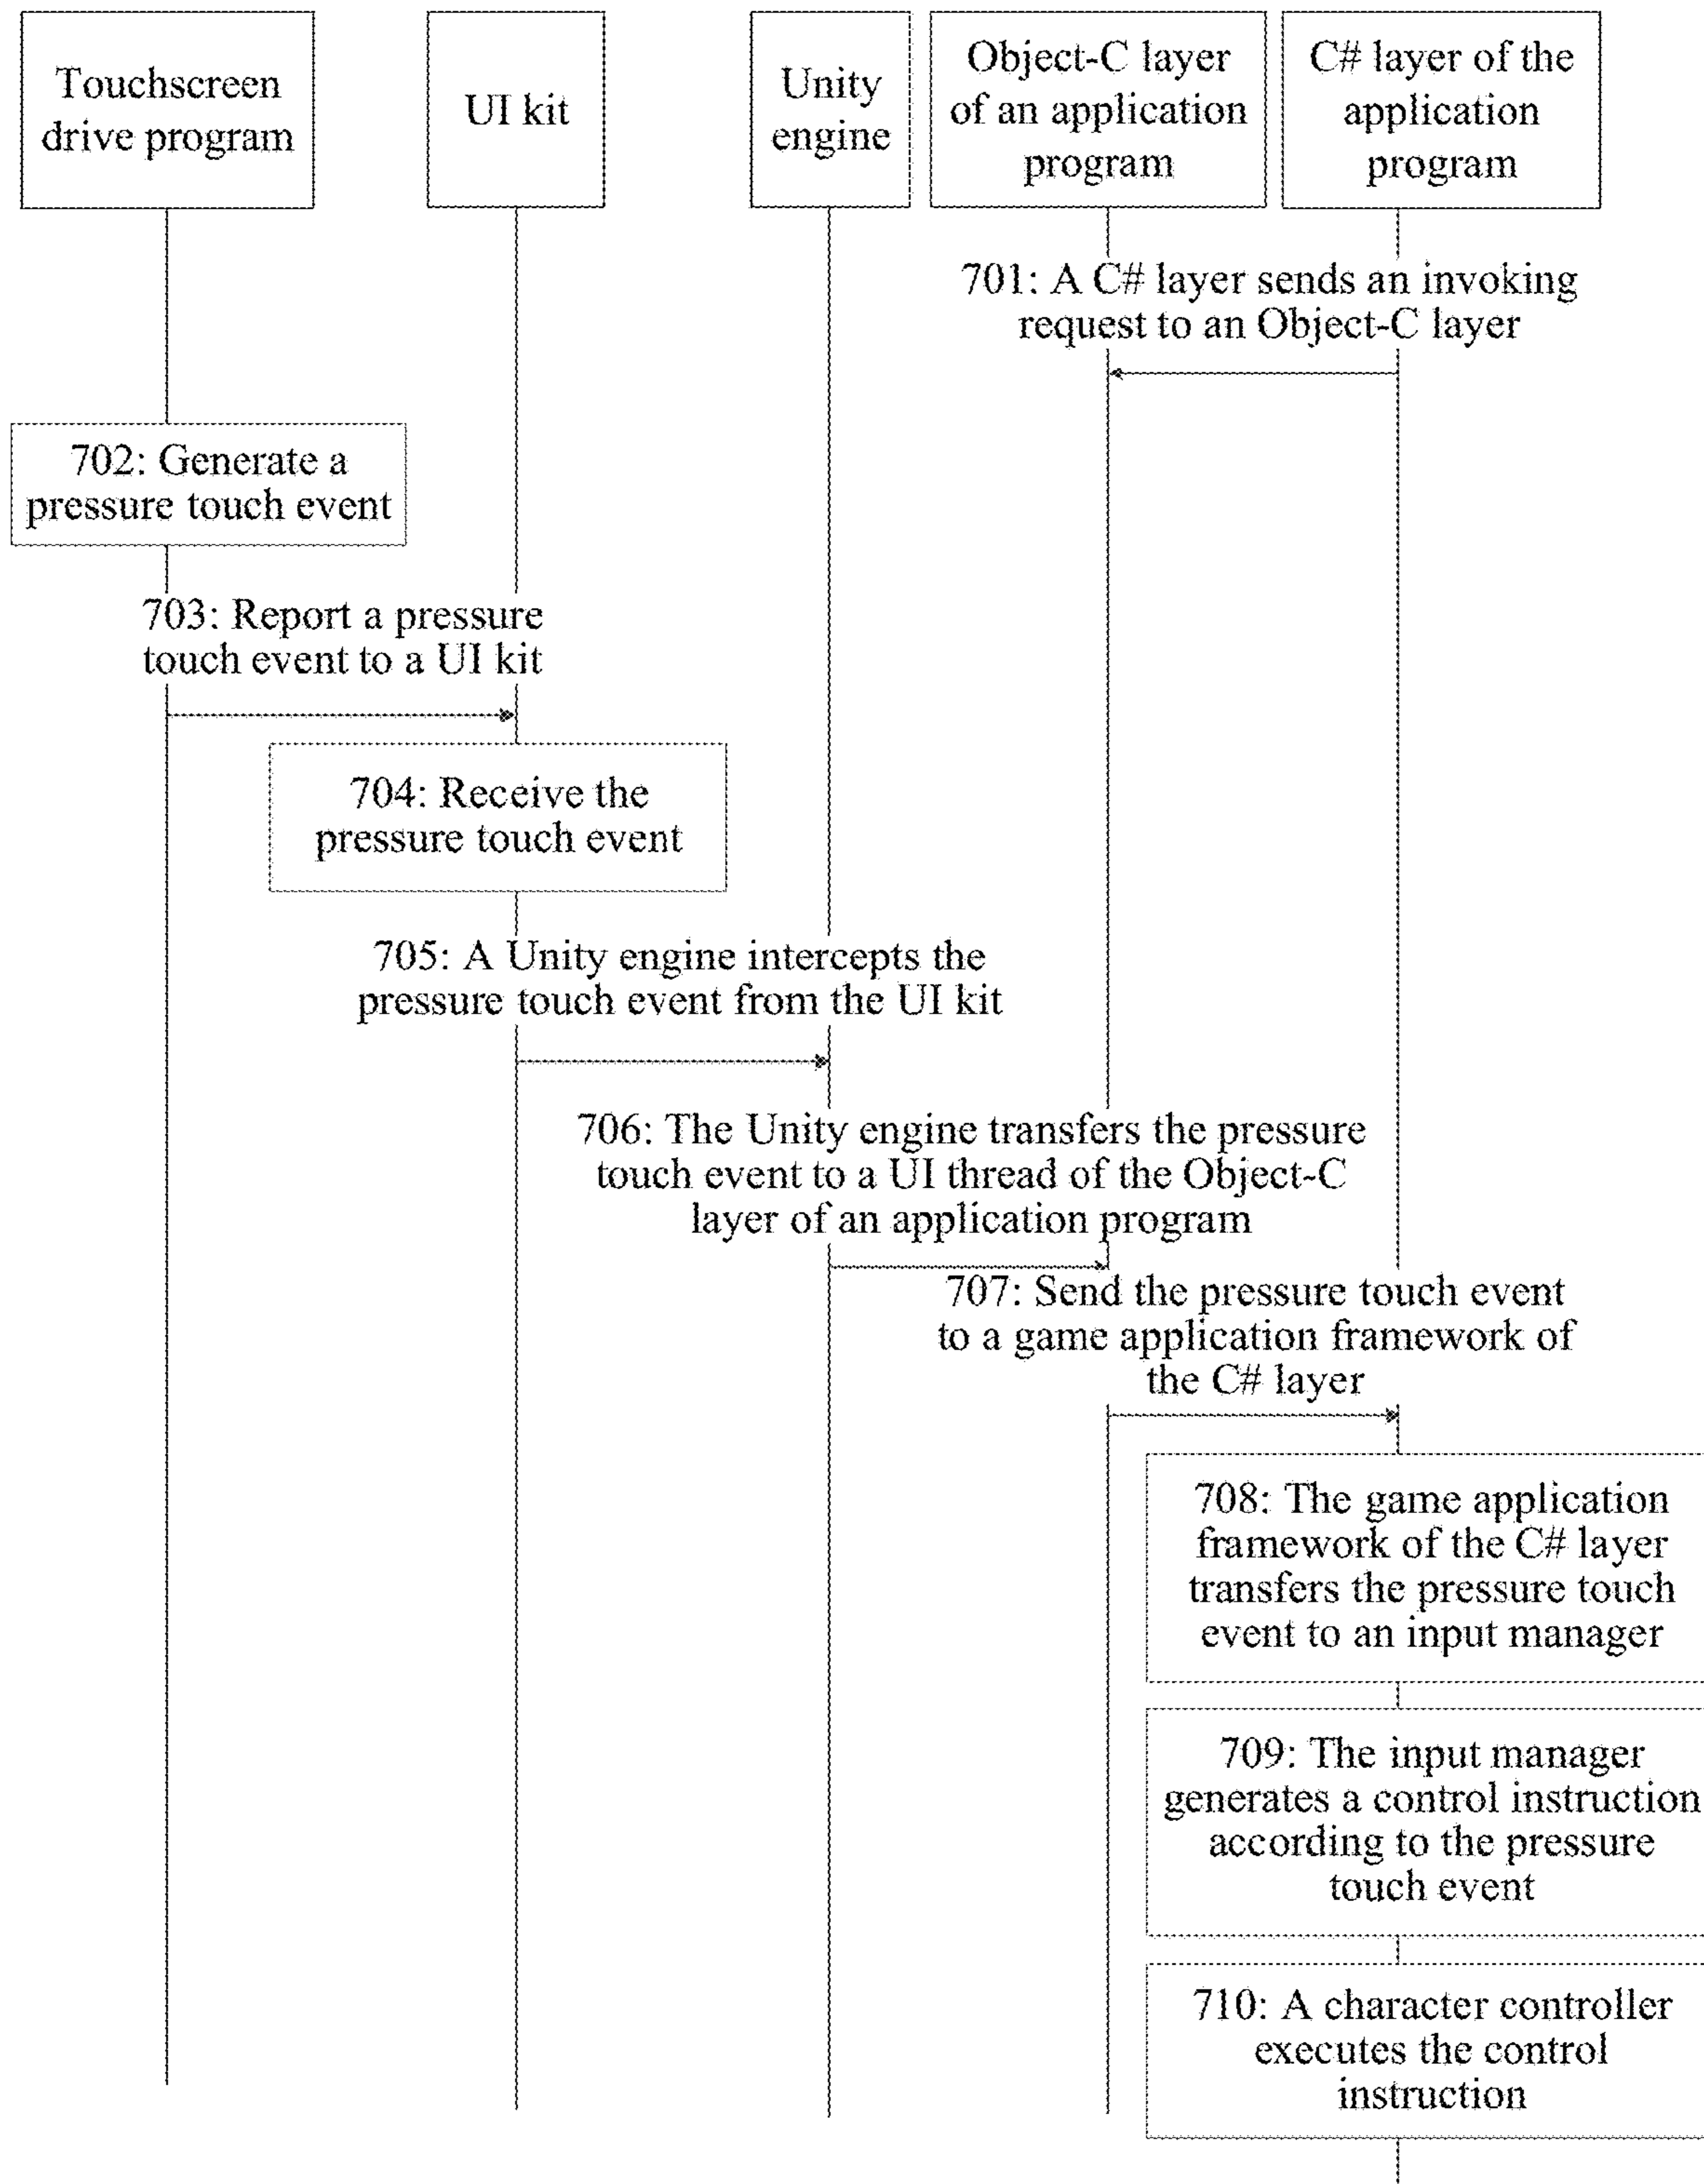 Touchscreen
drive program
UI kit
Unity
engine
Object-C layer
of an application
program
C# layer of the
application
program
701: A C# layer sends an invoking
request to an Object-C layer
702: Generate a
pressure touch event
703: Report a pressure
touch event to a UI kit
704: Receive the
pressure touch event
705: A Unity engine intercepts the
pressure touch event from the UI kit
706: The Unity engine transfers the pressure
touch event to a UI thread of the Object-C
layer of an application program
707: Send the pressure touch event
to a game application framework of
the C# layer
708: The game application
framework of the C# layer
transfers the pressure touch
event to an input manager
709: The input manager
generates a control instruction
according to the pressure
touch event
710: A character controller
executes the control
instruction